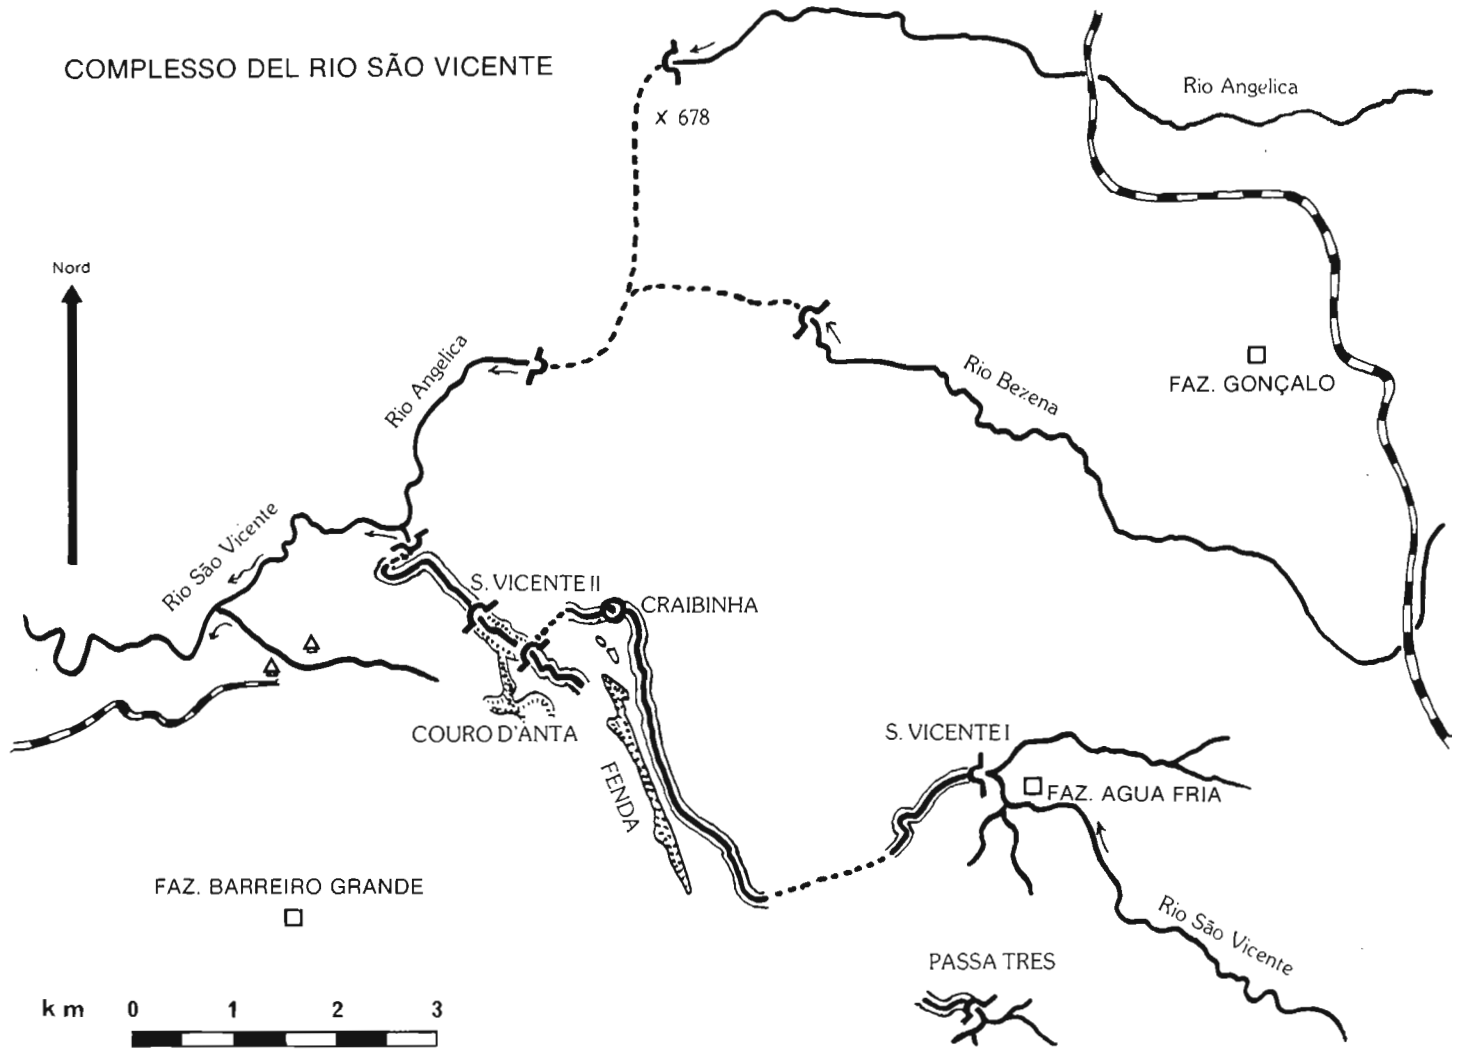 COMPLESSO DEL RIO SÃO VICENTE
Rio Angelica
x 678
Nord
Rio Angelica
Rio Bezena
FAZ. GONÇALO
Rio São Vicente
S. VICENTE II
CRAIBINHA
COURO D'ANTA
FENDA
S. VICENTE I
FAZ. AGUA FRIA
FAZ. BARREIRO GRANDE
Rio São Vicente
PASSA TRES
km 0 1 2 3